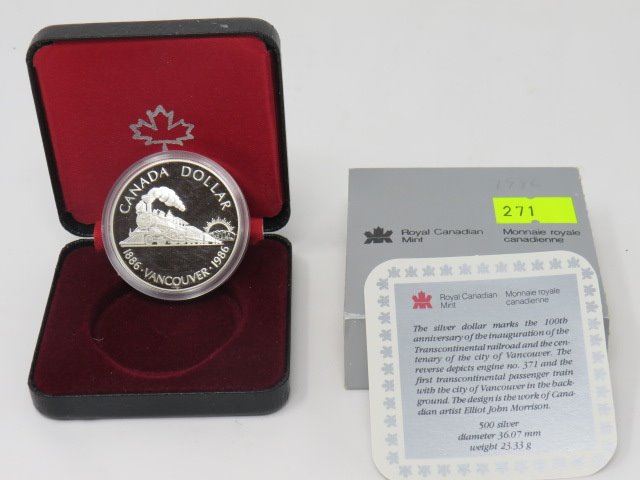 CANADA DOLLAR
1886 · VANCOUVER · 1986
1986
271
Royal Canadian Mint
Monnaie royale canadienne
Royal Canadian Mint
Monnaie royale canadienne
The silver dollar marks the 100th
anniversary of the inauguration of the
Transcontinental railroad and the cen-
tenary of the city of Vancouver. The
reverse depicts engine no. 371 and the
first transcontinental passenger train
with the city of Vancouver in the back-
ground. The design is the work of Cana-
dian artist Elliot John Morrison.
500 silver
diameter 36.07 mm
weight 23.33 g